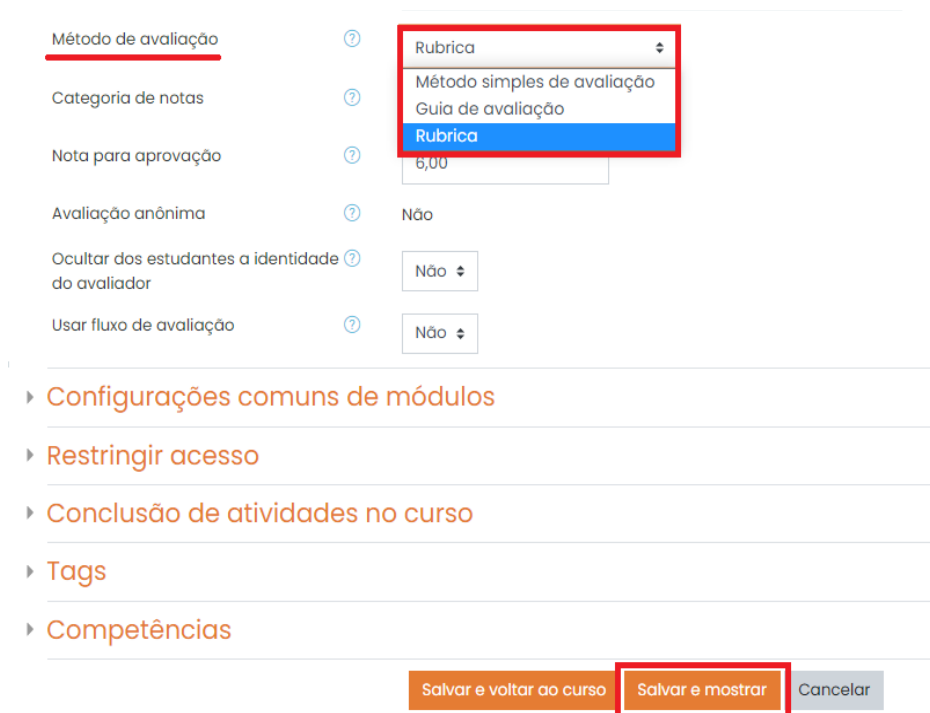 Método de avaliação
Rubrica
Método simples de avaliação
Guia de avaliação
Rubrica
Categoria de notas
Nota para aprovação
6,00
Avaliação anônima
Não
Ocultar dos estudantes a identidade
do avaliador
Não
Usar fluxo de avaliação
Não
Configurações comuns de módulos
Restringir acesso
Conclusão de atividades no curso
Tags
Competências
Salvar e voltar ao curso
Salvar e mostrar
Cancelar